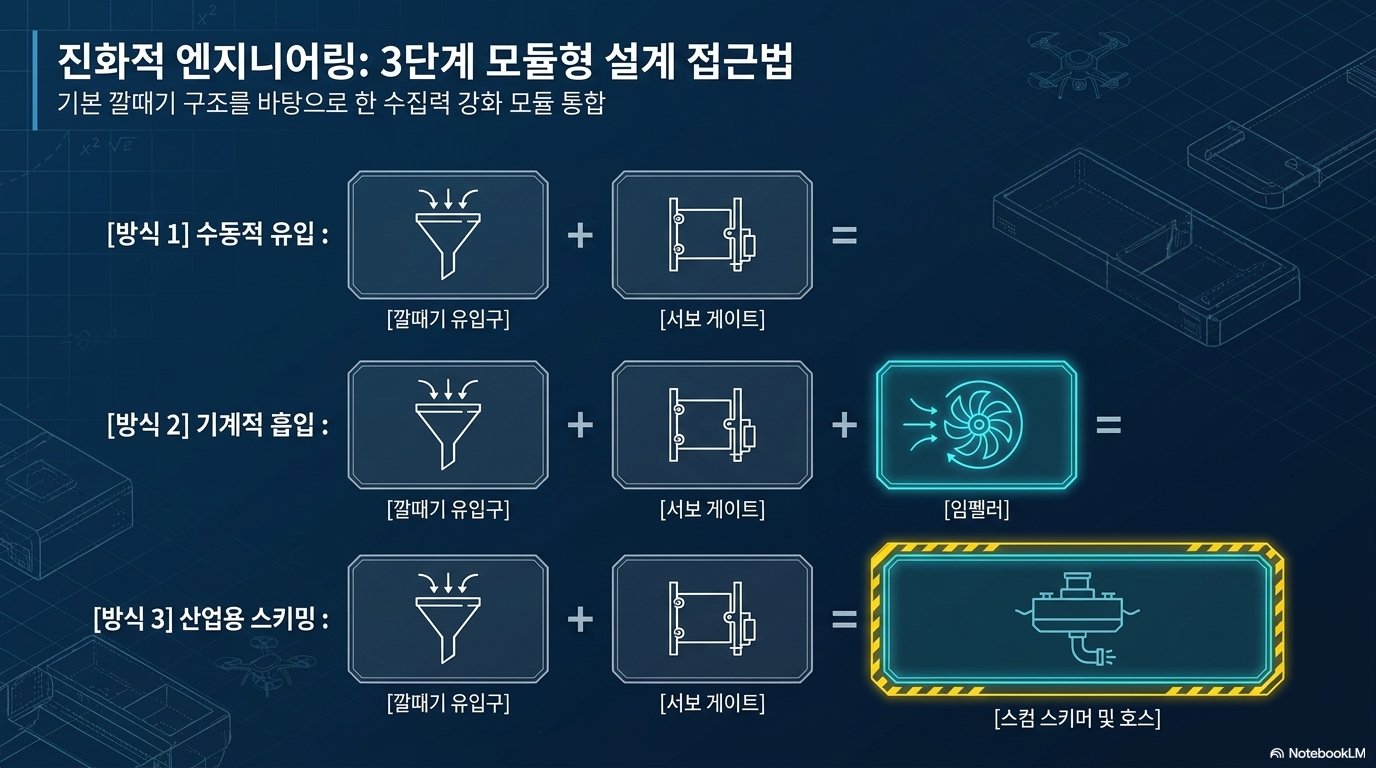 진화적 엔지니어링: 3단계 모듈형 설계 접근법
기본 깔때기 구조를 바탕으로 한 수집력 강화 모듈 통합
[방식 1] 수동적 유입 :
+
=
[깔때기 유입구]
[서보 게이트]
[방식 2] 기계적 흡입 :
+
+
=
[깔때기 유입구]
[서보 게이트]
[임펠러]
[방식 3] 산업용 스키밍 :
+
=
[깔때기 유입구]
[서보 게이트]
[스컴 스키머 및 호스]
NotebookLM